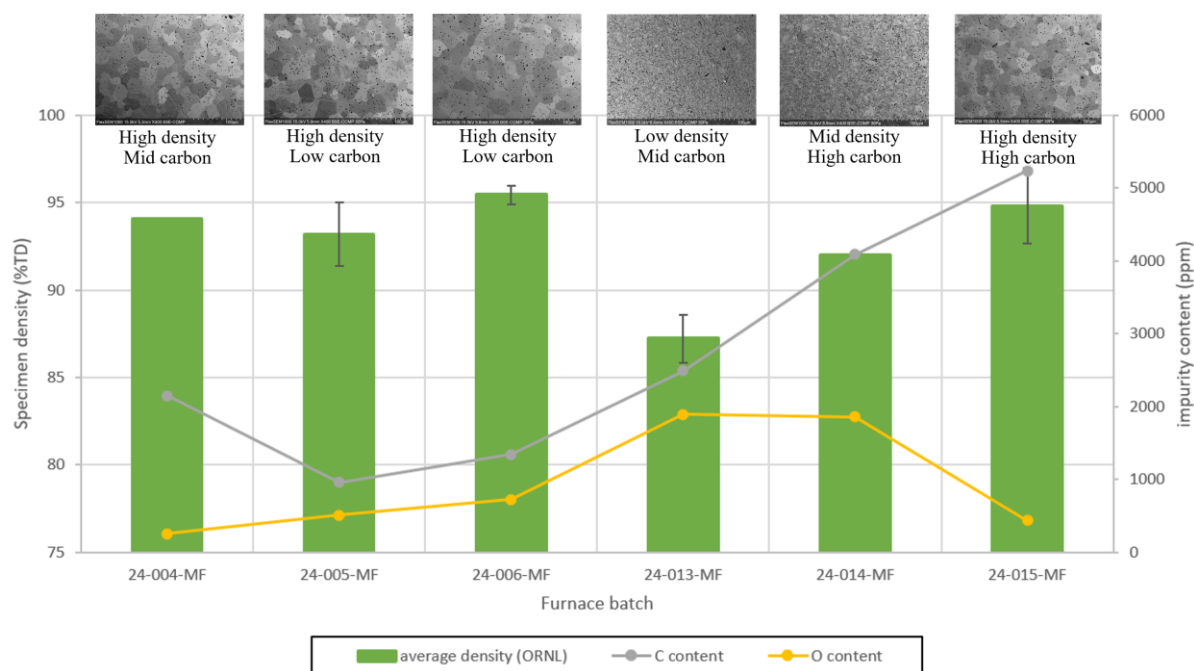 High density
Mid carbon
High density
Low carbon
High density
Low carbon
Low density
Mid carbon
Mid density
High carbon
High density
High carbon
100
95
90
85
80
75
Specimen density (%TD)
6000
5000
4000
3000
2000
1000
0
impurity content (ppm)
24-004-MF 24-005-MF 24-006-MF 24-013-MF 24-014-MF 24-015-MF
Furnace batch
average density (ORNL) C content O content